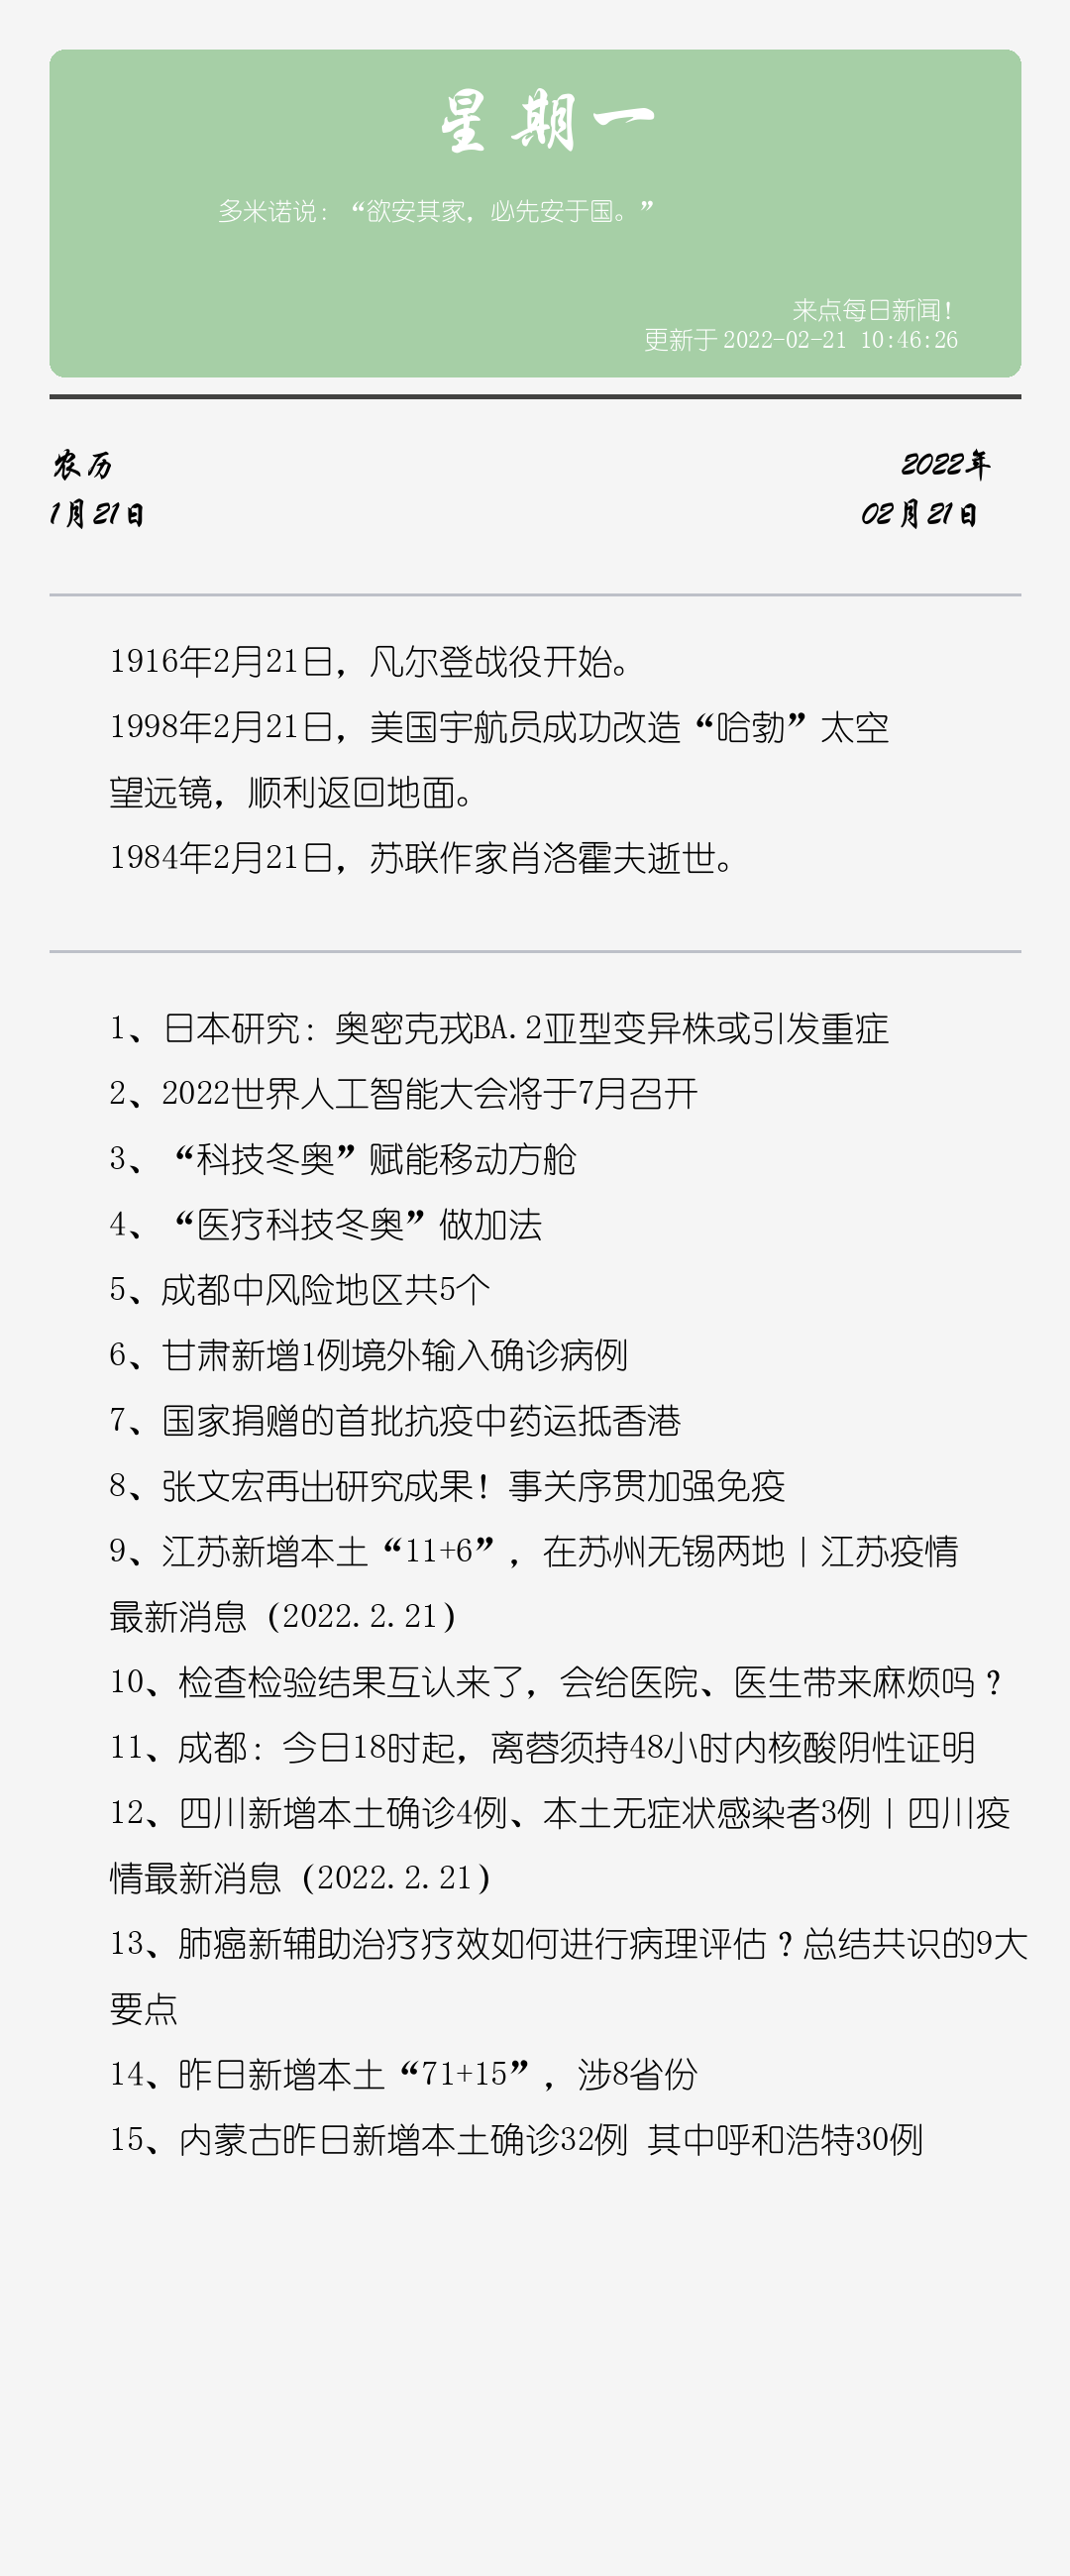 星期一
多米诺说：“欲安其家，必先安于国。”
来点每日新闻！
更新于 2022-02-21 10:46:26
农历
2022年
1月21日
02月21日
1916年2月21日，凡尔登战役开始。
1998年2月21日，美国宇航员成功改造“哈勃”太空
望远镜，顺利返回地面。
1984年2月21日，苏联作家肖洛霍夫逝世。
1、日本研究：奥密克戎BA.2亚型变异株或引发重症
2、2022世界人工智能大会将于7月召开
3、“科技冬奥”赋能移动方舱
4、“医疗科技冬奥”做加法
5、成都中风险地区共5个
6、甘肃新增1例境外输入确诊病例
7、国家捐赠的首批抗疫中药运抵香港
8、张文宏再出研究成果！事关序贯加强免疫
9、江苏新增本土“11+6”，在苏州无锡两地丨江苏疫情
最新消息（2022.2.21）
10、检查检验结果互认来了，会给医院、医生带来麻烦吗？
11、成都：今日18时起，离蓉须持48小时内核酸阴性证明
12、四川新增本土确诊4例、本土无症状感染者3例丨四川疫
情最新消息（2022.2.21）
13、肺癌新辅助治疗疗效如何进行病理评估？总结共识的9大
要点
14、昨日新增本土“71+15”，涉8省份
15、内蒙古昨日新增本土确诊32例 其中呼和浩特30例